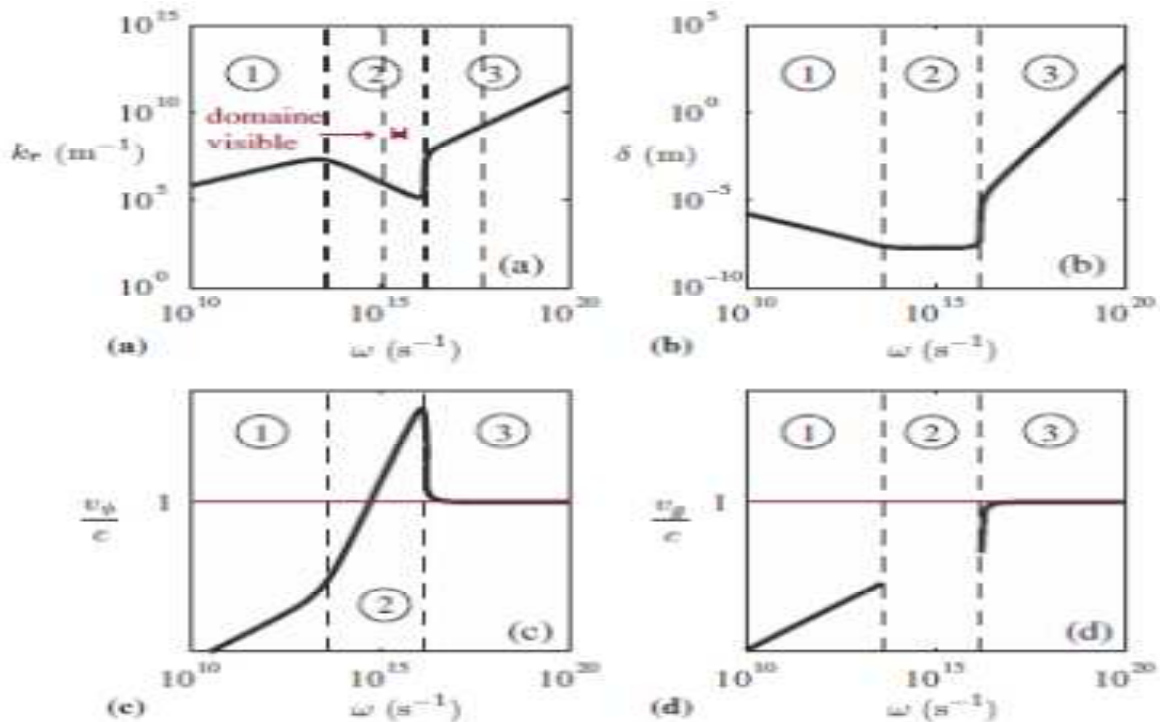 10^15
10^10
10^5
10^0
k_r (m^−1)
① ② ③
domaine
visible
(a)
10^10 10^15 10^20
(a) ω (s^−1)
10^5
10^0
10^−5
10^−10
δ (m)
① ② ③
(b)
10^10 10^15 10^20
(b) ω (s^−1)
v_φ
c
1
① ③
②
(c)
10^10 10^15 10^20
(c) ω (s^−1)
v_g
c
1
① ② ③
(d)
10^10 10^15 10^20
(d) ω (s^−1)